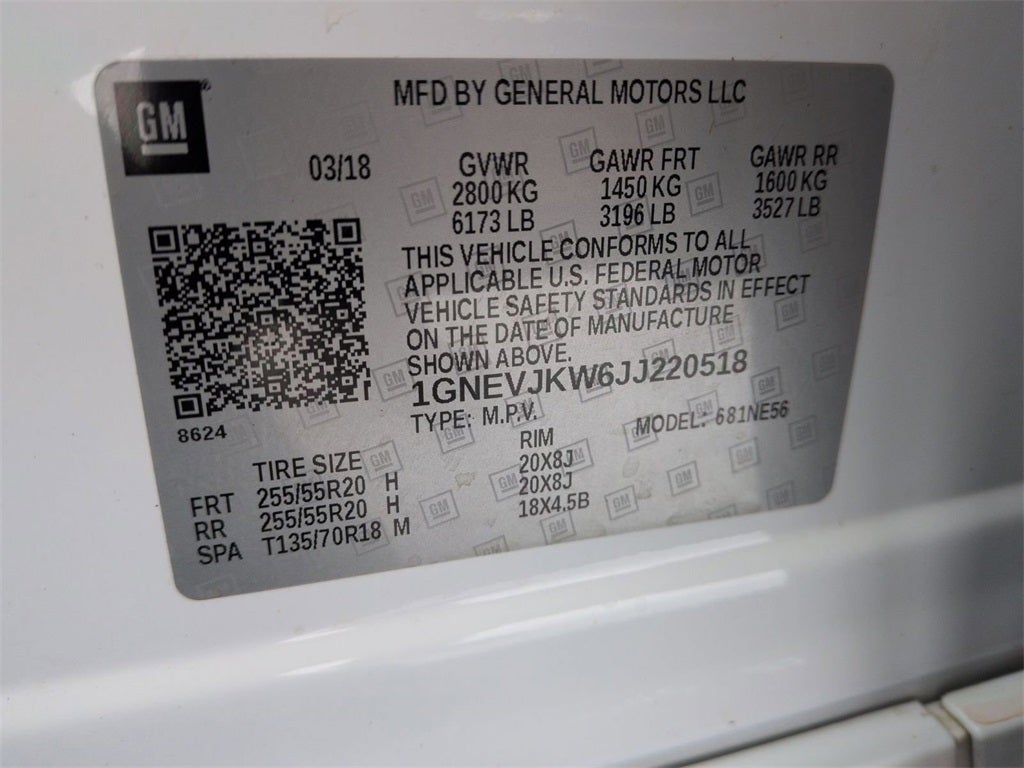 GM
MFD BY GENERAL MOTORS LLC
03/18 GVWR GAWR FRT GAWR RR
2800 KG 1450 KG 1600 KG
6173 LB 3196 LB 3527 LB
THIS VEHICLE CONFORMS TO ALL
APPLICABLE U.S. FEDERAL MOTOR
VEHICLE SAFETY STANDARDS IN EFFECT
ON THE DATE OF MANUFACTURE
SHOWN ABOVE.
1GNEVJKW6JJ220518
TYPE: M.P.V. MODEL: 681NE56
8624
TIRE SIZE RIM
FRT 255/55R20 H 20X8J
RR 255/55R20 H 20X8J
SPA T135/70R18 M 18X4.5B